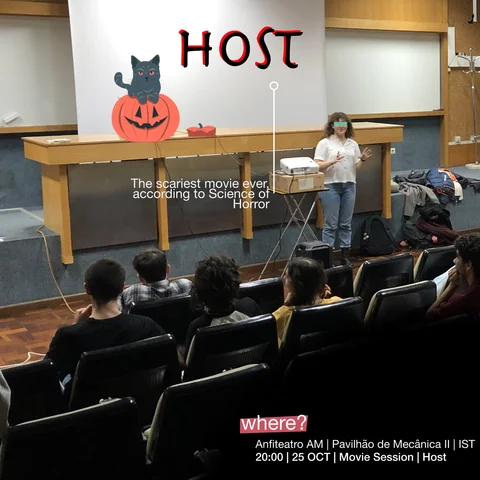 HOST
The scariest movie ever,
according to Science of
Horror
where?
Anfiteatro AM | Pavilhão de Mecânica II | IST
20:00 | 25 OCT | Movie Session | Host